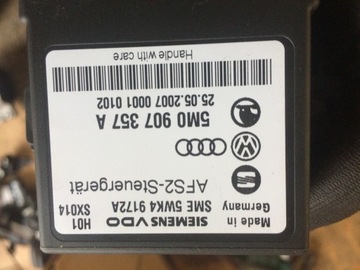 Made in
Germany
SIEMENS VDO
SME 5WK4 9172A
H01
SX014
AFS2-Steuergerät
5M0 907 357 A
25.05.2007 0001 0102
Handle with care